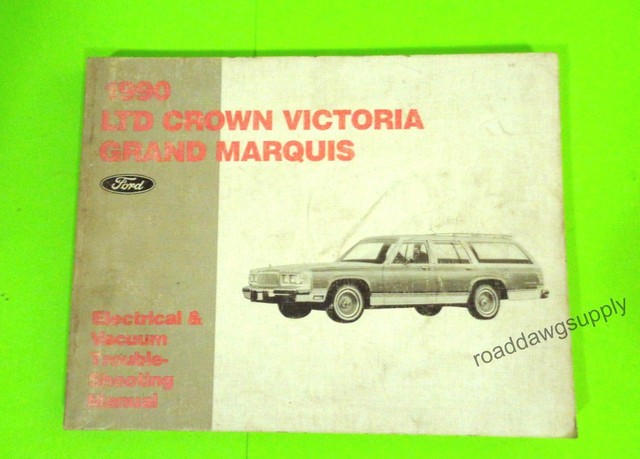 1990
LTD CROWN VICTORIA
GRAND MARQUIS
Ford
Electrical &
Vacuum
Trouble-
Shooting
Manual
roaddawgsupply